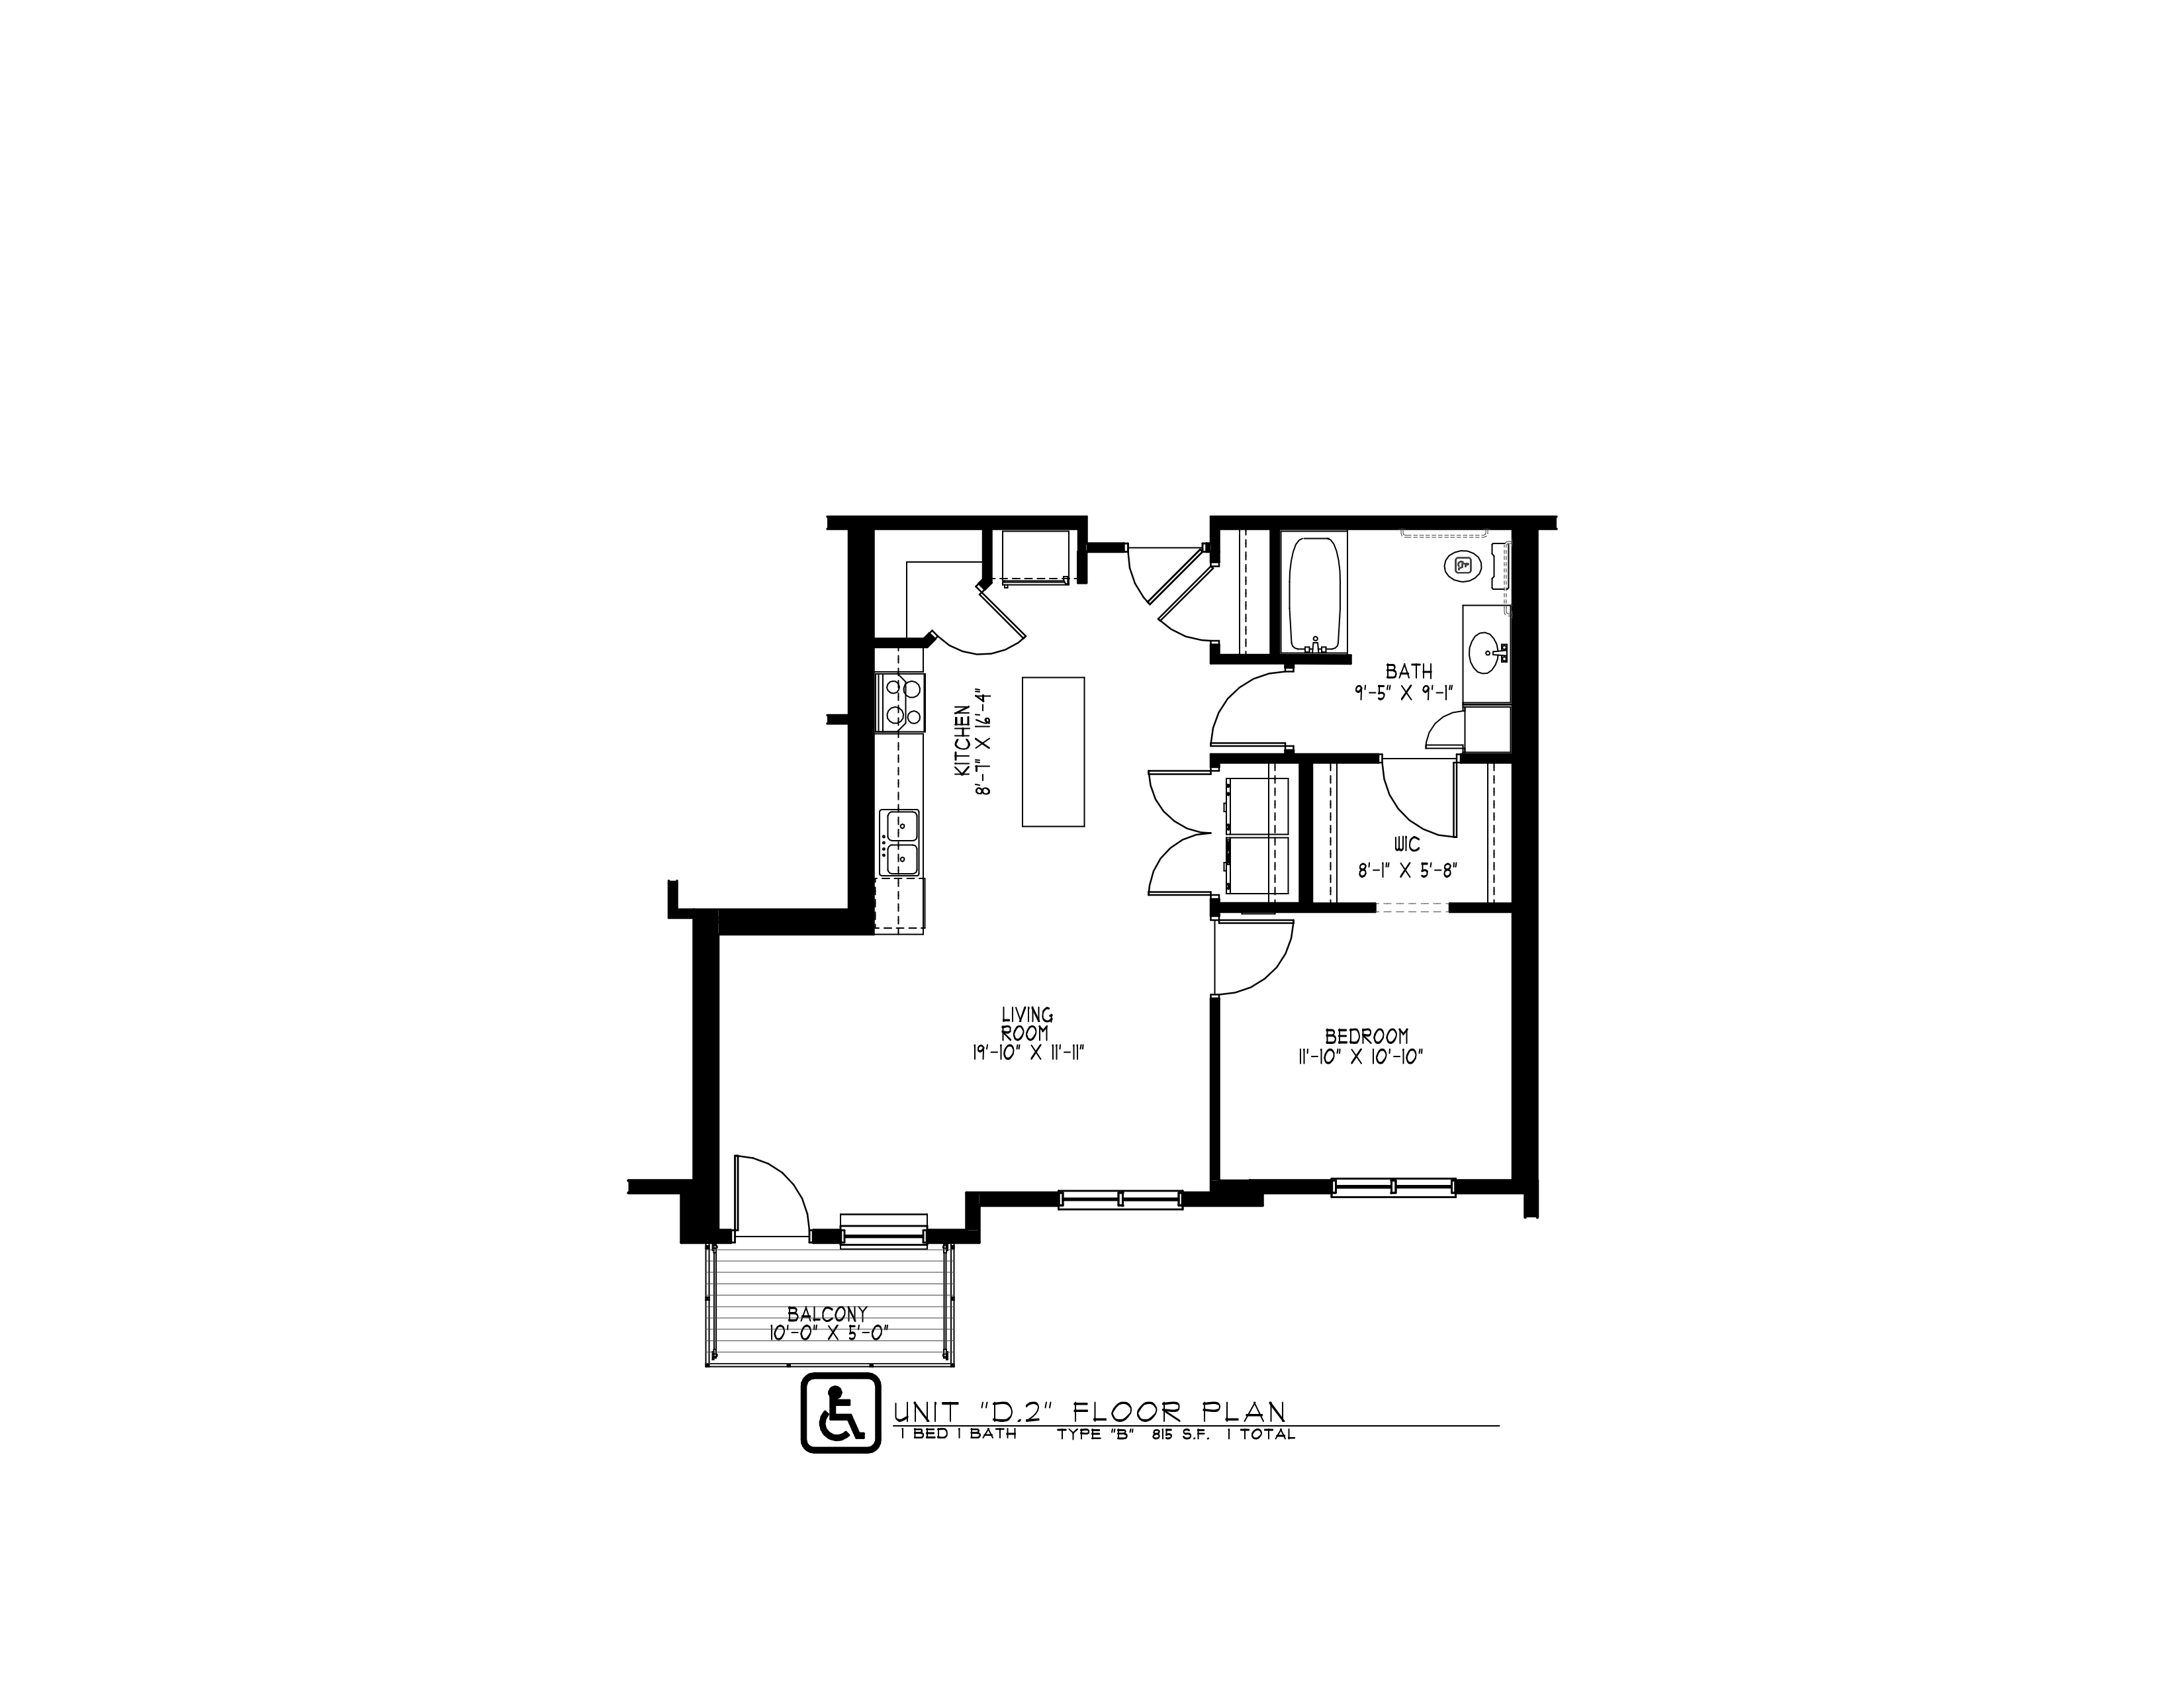 BATH
9'-5" X 9'-1"
KITCHEN
8'-7" X 16'-4"
WIC
8'-1" X 5'-8"
LIVING
ROOM
19'-10" X 11'-11"
BEDROOM
11'-10" X 10'-10"
BALCONY
10'-0" X 5'-0"
UNIT "D.2" FLOOR PLAN
1 BED 1 BATH TYPE "B" 815 S.F. 1 TOTAL